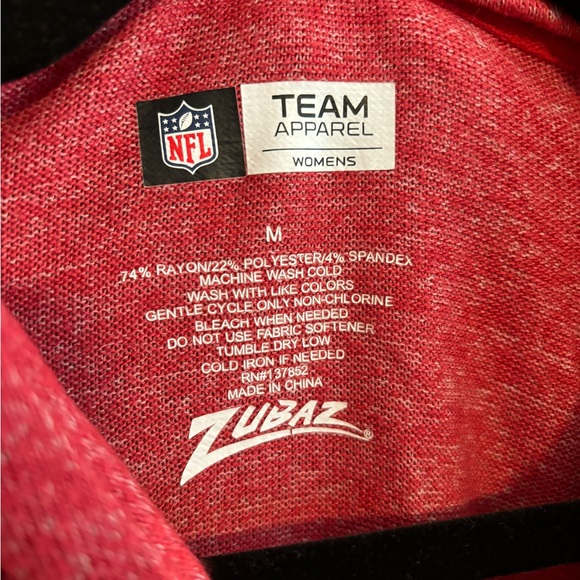 NFL
TEAM
APPAREL
WOMENS
M
74% RAYON/22% POLYESTER/4% SPANDEX
MACHINE WASH COLD
WASH WITH LIKE COLORS
GENTLE CYCLE ONLY NON-CHLORINE
BLEACH WHEN NEEDED
DO NOT USE FABRIC SOFTENER
TUMBLE DRY LOW
COLD IRON IF NEEDED
RN#137852
MADE IN CHINA
ZUBAZ®